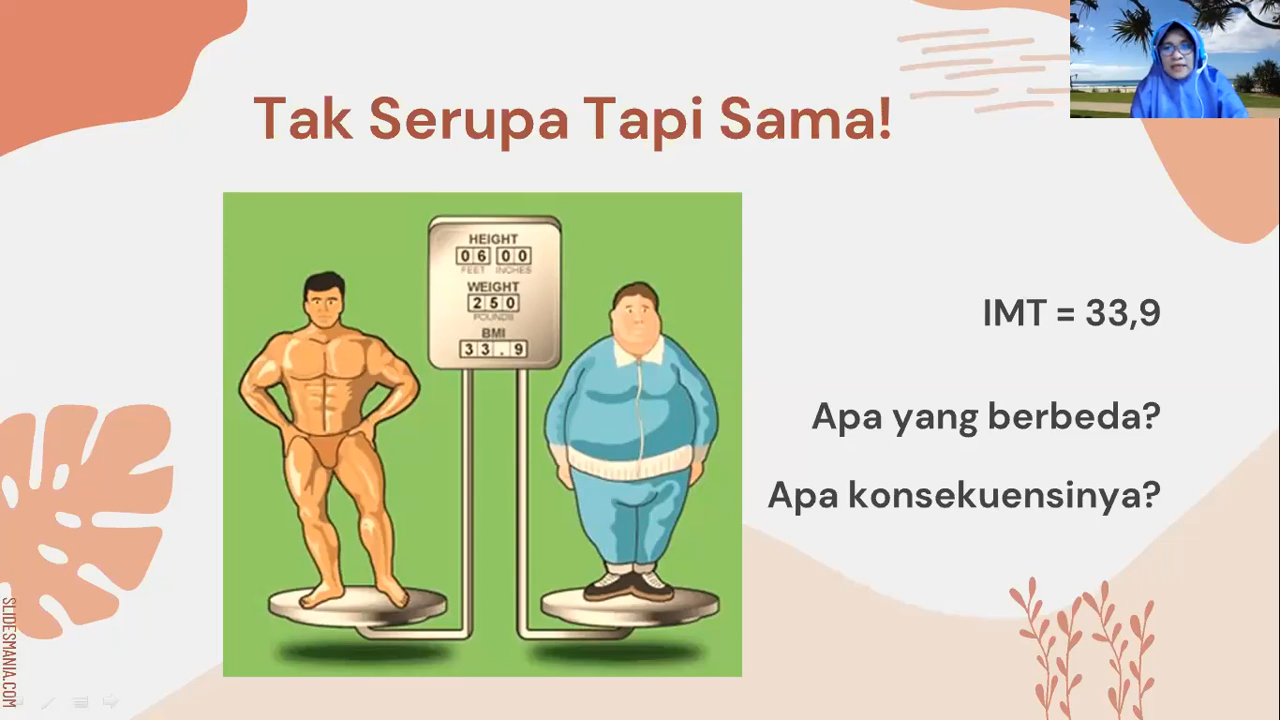 Tak Serupa Tapi Sama!
HEIGHT
06 00
FEET INCHES
WEIGHT
250
POUNDS
BMI
33.9
IMT = 33,9
Apa yang berbeda?
Apa konsekuensinya?
SLIDESMANIA.COM